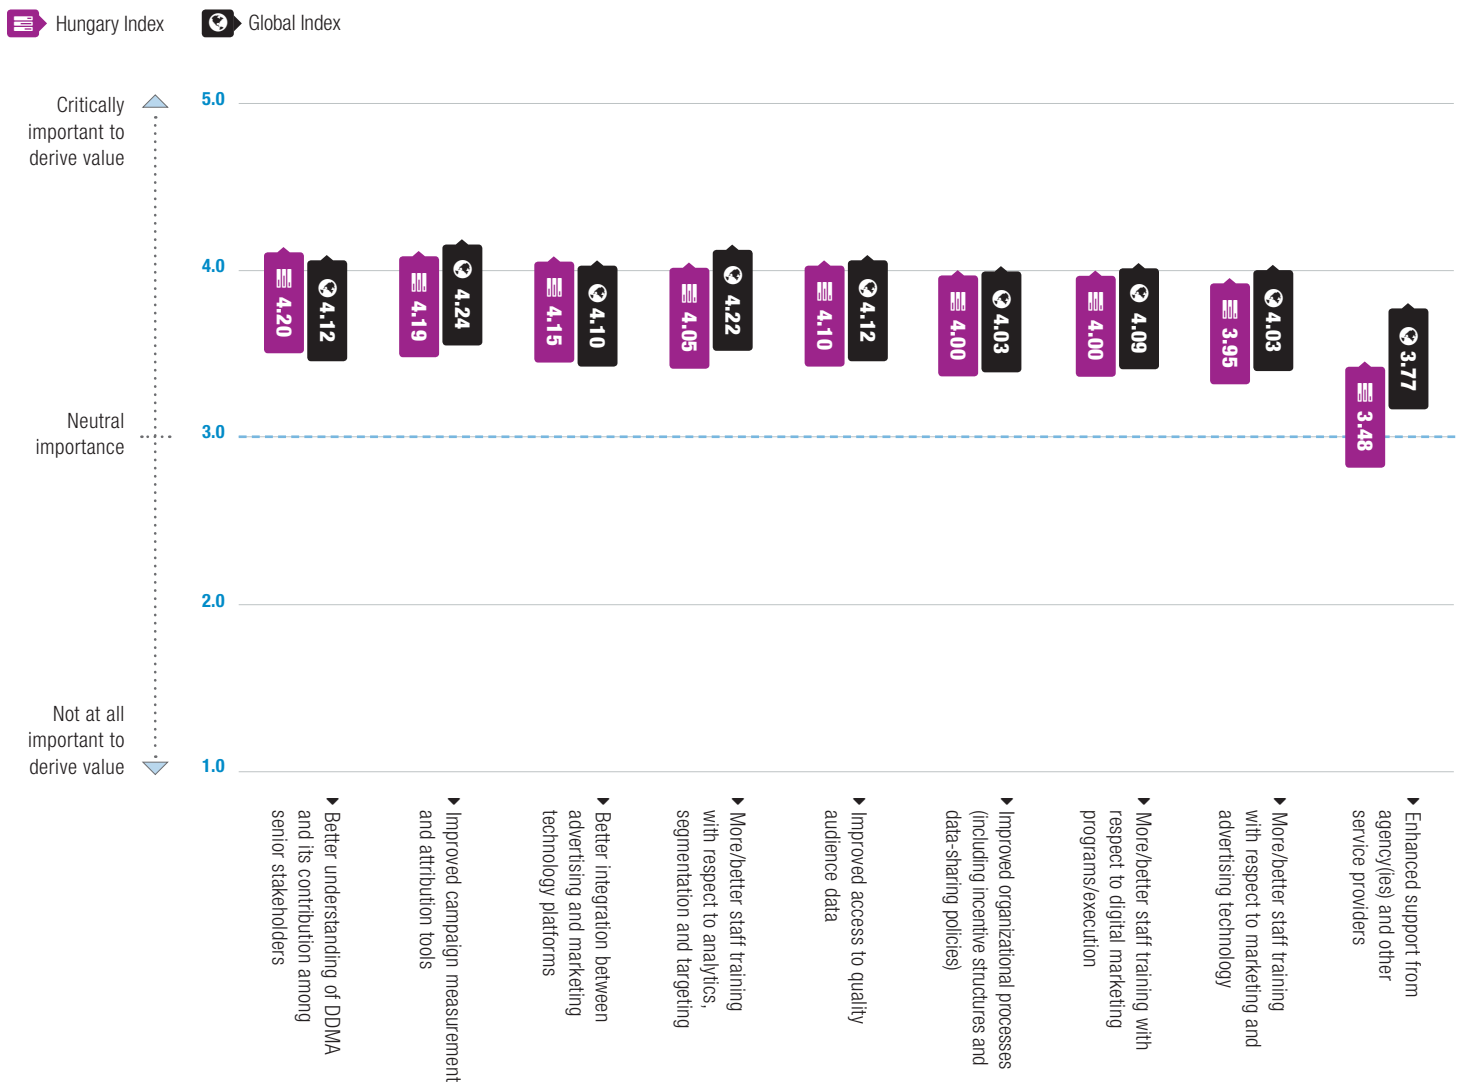 Hungary Index
Global Index
Critically
important to
derive value
Neutral
importance
Not at all
important to
derive value
5.0
4.0
3.0
2.0
1.0
4.20
4.12
4.19
4.24
4.15
4.10
4.05
4.22
4.10
4.12
4.00
4.03
4.00
4.09
3.95
4.03
3.48
3.77
Better understanding of DDMA
and its contribution among
senior stakeholders
Improved campaign measurement
and attribution tools
Better integration between
advertising and marketing
technology platforms
More/better staff training
with respect to analytics,
segmentation and targeting
Improved access to quality
audience data
Improved organizational processes
(including incentive structures and
data-sharing policies)
More/better staff training with
respect to digital marketing
programs/execution
More/better staff training
with respect to marketing and
advertising technology
Enhanced support from
agency(ies) and other
service providers